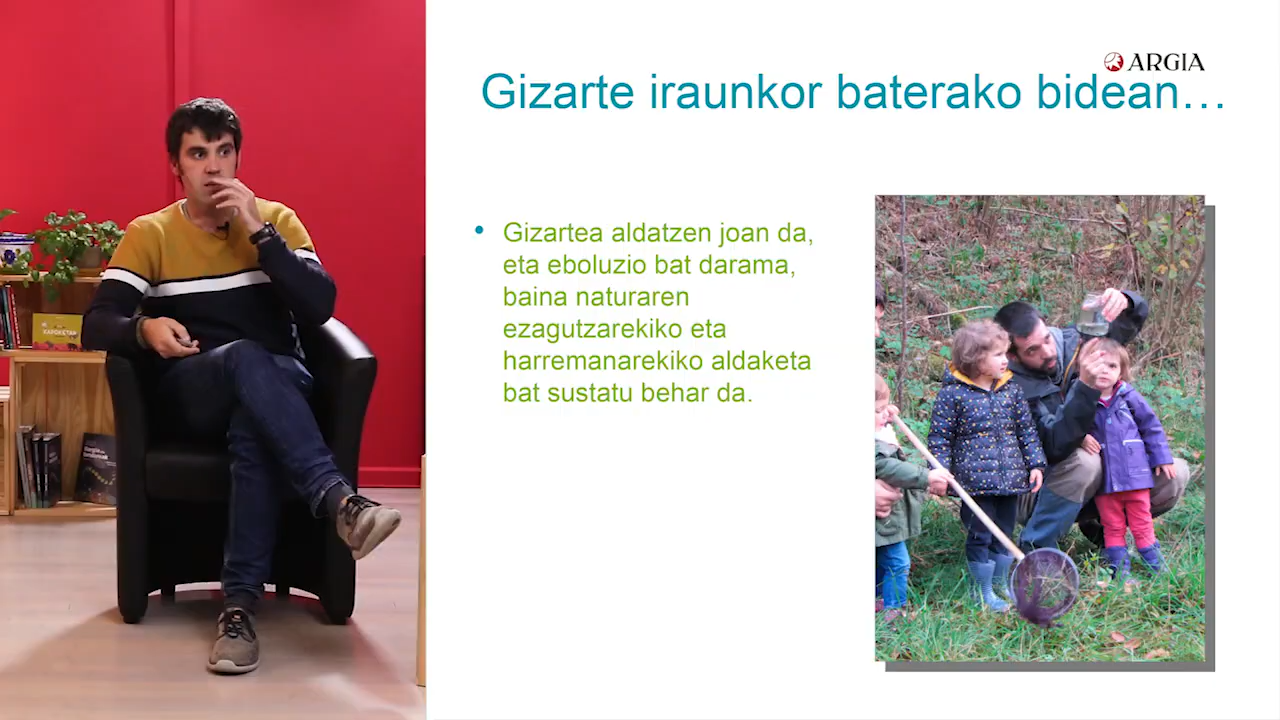 ARGIA
Gizarte iraunkor baterako bidean…
• Gizartea aldatzen joan da,
eta eboluzio bat darama,
baina naturaren
ezagutzarekiko eta
harremanarekiko aldaketa
bat sustatu behar da.